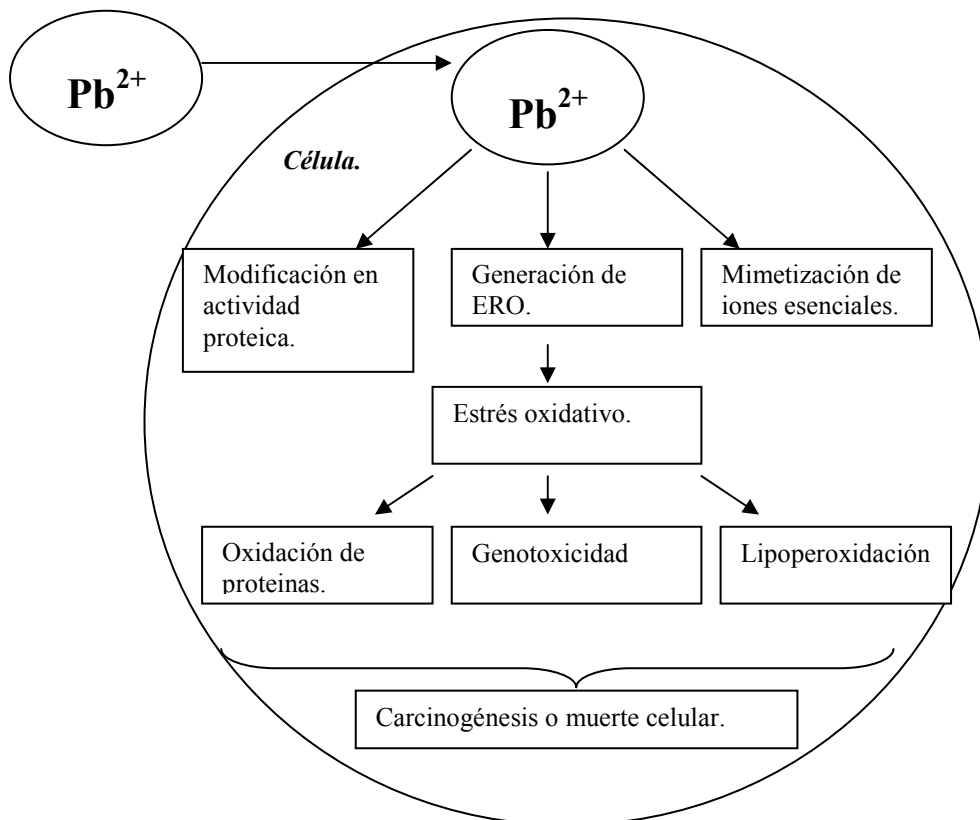 Pb2+
Pb2+
Célula.
Modificación en
actividad
proteica.
Generación de
ERO.
Mimetización de
iones esenciales.
Estrés oxidativo.
Oxidación de
proteinas.
Genotoxicidad
Lipoperoxidación
Carcinogénesis o muerte celular.